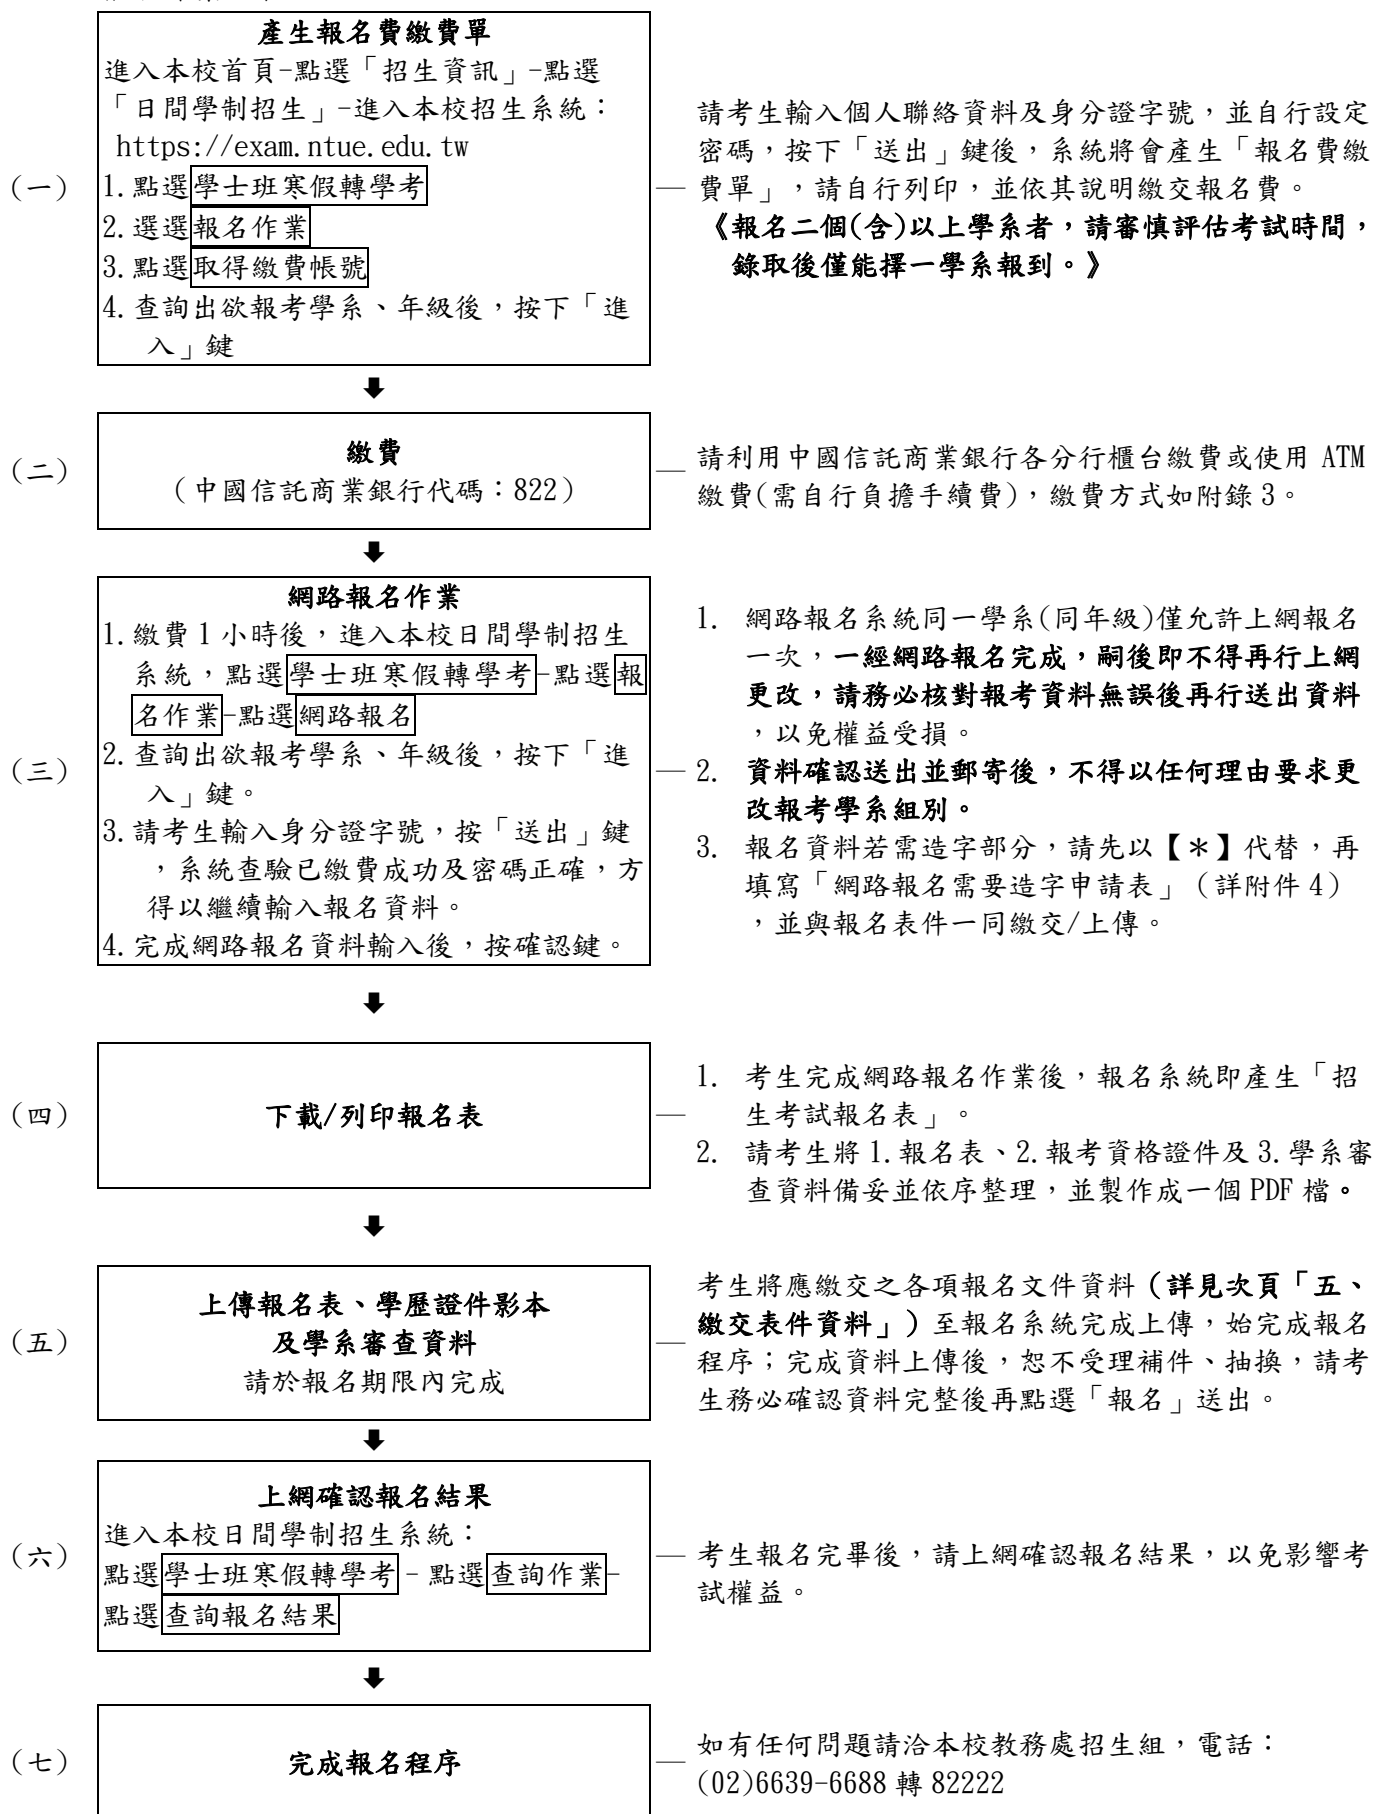 產生報名費繳費單
進入本校首頁-點選「招生資訊」-點選
「日間學制招生」-進入本校招生系統：
https://exam.ntue.edu.tw
（一）
1.點選學士班寒假轉學考
2.選選報名作業
3.點選取得繳費帳號
4.查詢出欲報考學系、年級後，按下「進
入」鍵
請考生輸入個人聯絡資料及身分證字號，並自行設定
密碼，按下「送出」鍵後，系統將會產生「報名費繳
費單」，請自行列印，並依其說明繳交報名費。
《報名二個(含)以上學系者，請審慎評估考試時間，
錄取後僅能擇一學系報到。》
（二）
繳費
（中國信託商業銀行代碼：822）
請利用中國信託商業銀行各分行櫃台繳費或使用 ATM
繳費(需自行負擔手續費)，繳費方式如附錄 3。
（三）
網路報名作業
1.繳費 1 小時後，進入本校日間學制招生
系統，點選學士班寒假轉學考-點選報
名作業-點選網路報名
2.查詢出欲報考學系、年級後，按下「進
入」鍵。
3.請考生輸入身分證字號，按「送出」鍵
，系統查驗已繳費成功及密碼正確，方
得以繼續輸入報名資料。
4.完成網路報名資料輸入後，按確認鍵。
1. 網路報名系統同一學系(同年級)僅允許上網報名
一次，一經網路報名完成，嗣後即不得再行上網
更改，請務必核對報考資料無誤後再行送出資料
，以免權益受損。
2. 資料確認送出並郵寄後，不得以任何理由要求更
改報考學系組別。
3. 報名資料若需造字部分，請先以【＊】代替，再
填寫「網路報名需要造字申請表」（詳附件 4）
，並與報名表件一同繳交/上傳。
（四）
下載/列印報名表
1. 考生完成網路報名作業後，報名系統即產生「招
生考試報名表」。
2. 請考生將 1.報名表、2.報考資格證件及 3.學系審
查資料備妥並依序整理，並製作成一個 PDF 檔。
（五）
上傳報名表、學歷證件影本
及學系審查資料
請於報名期限內完成
考生將應繳交之各項報名文件資料（詳見次頁「五、
繳交表件資料」）至報名系統完成上傳，始完成報名
程序；完成資料上傳後，恕不受理補件、抽換，請考
生務必確認資料完整後再點選「報名」送出。
（六）
上網確認報名結果
進入本校日間學制招生系統：
點選學士班寒假轉學考- 點選查詢作業-
點選查詢報名結果
考生報名完畢後，請上網確認報名結果，以免影響考
試權益。
（七）
完成報名程序
如有任何問題請洽本校教務處招生組，電話：
(02)6639-6688 轉 82222